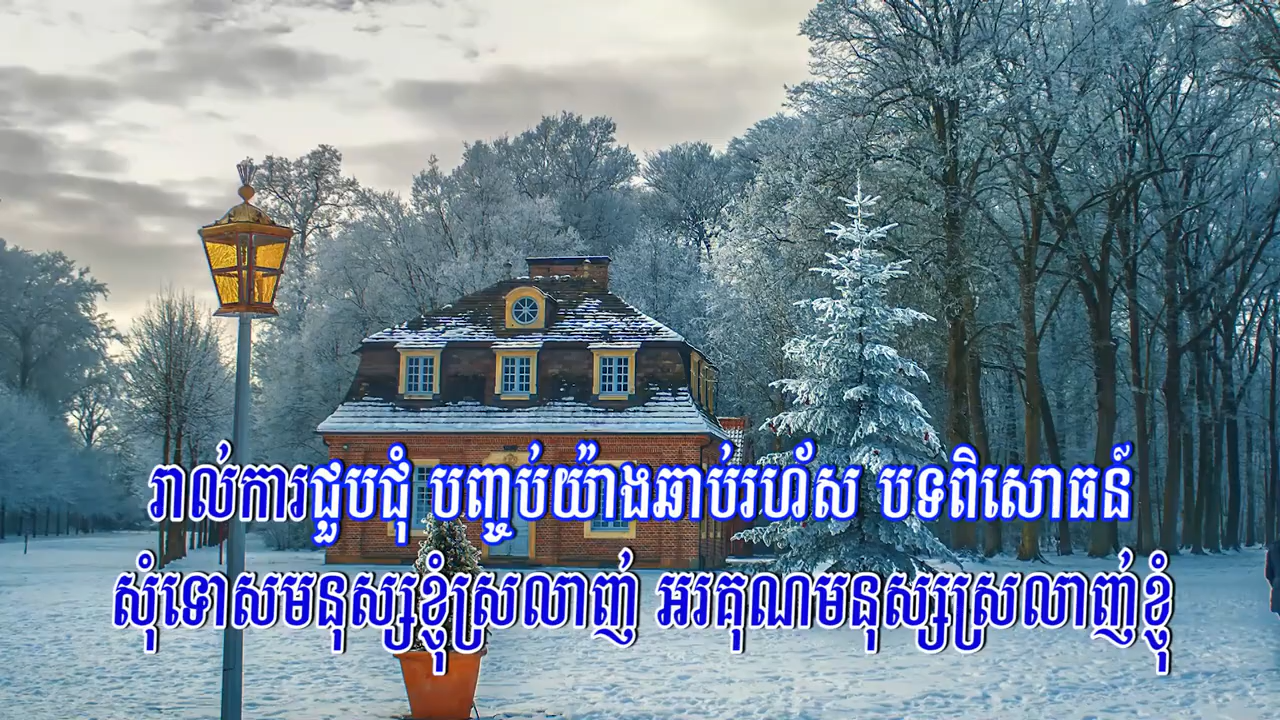 រាល់ការជួបជុំ បញ្ចប់យ៉ាងឆាប់រហ័ស បទពិសោធន៍
សុំទោសមនុស្សខ្ញុំស្រលាញ់ អរគុណមនុស្សស្រលាញ់ខ្ញុំ